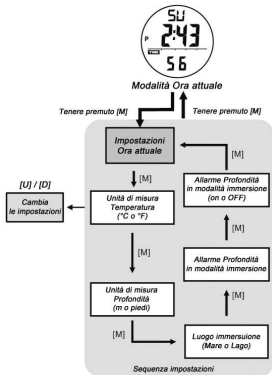 SU
P 2:43
56
Modalità Ora attuale
Tenere premuto [M]
Tenere premuto [M]
Impostazioni
Ora attuale
[M]
[M]
[U] / [D]
Cambia
le impostazioni
Unità di misura
Temperatura
(°C o °F)
Allarme Profondità
in modalità immersione
(on o OFF)
[M]
[M]
Allarme Profondità
in modalità immersione
Unità di misura
Profondità
(m o piedi)
[M]
[M]
Luogo immersuione
(Mare o Lago)
Sequenza impostazioni